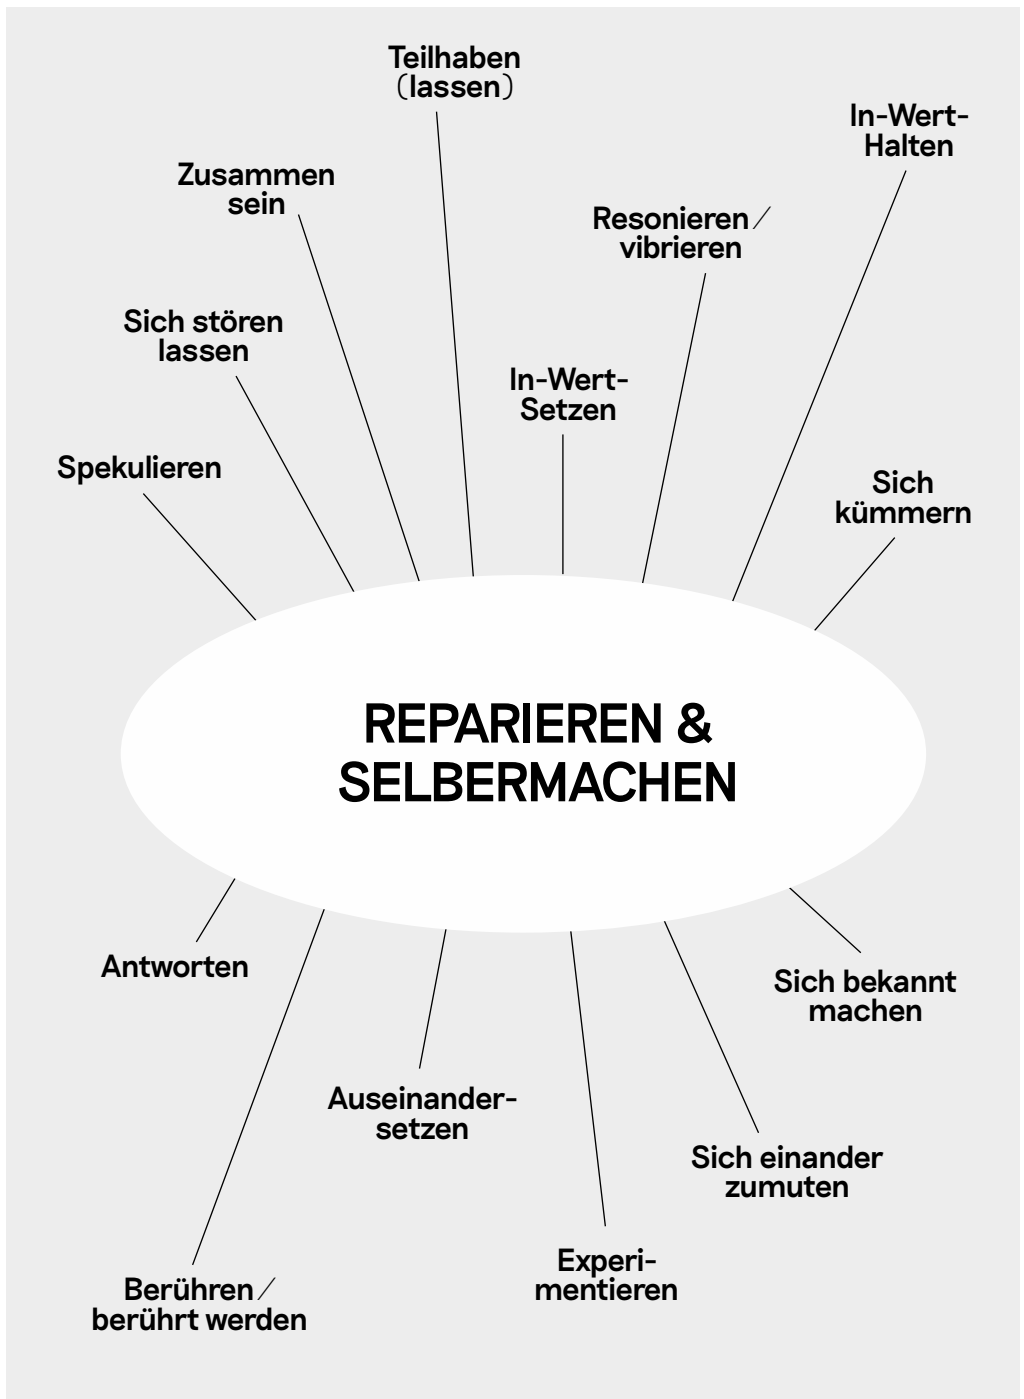 Teilhaben
(lassen)
In-Wert-
Halten
Zusammen
sein
Resonieren /
vibrieren
Sich stören
lassen
In-Wert-
Setzen
Spekulieren
Sich
kümmern
REPARIEREN &
SELBERMACHEN
Antworten
Sich bekannt
machen
Auseinander-
setzen
Sich einander
zumuten
Experi-
mentieren
Berühren /
berührt werden